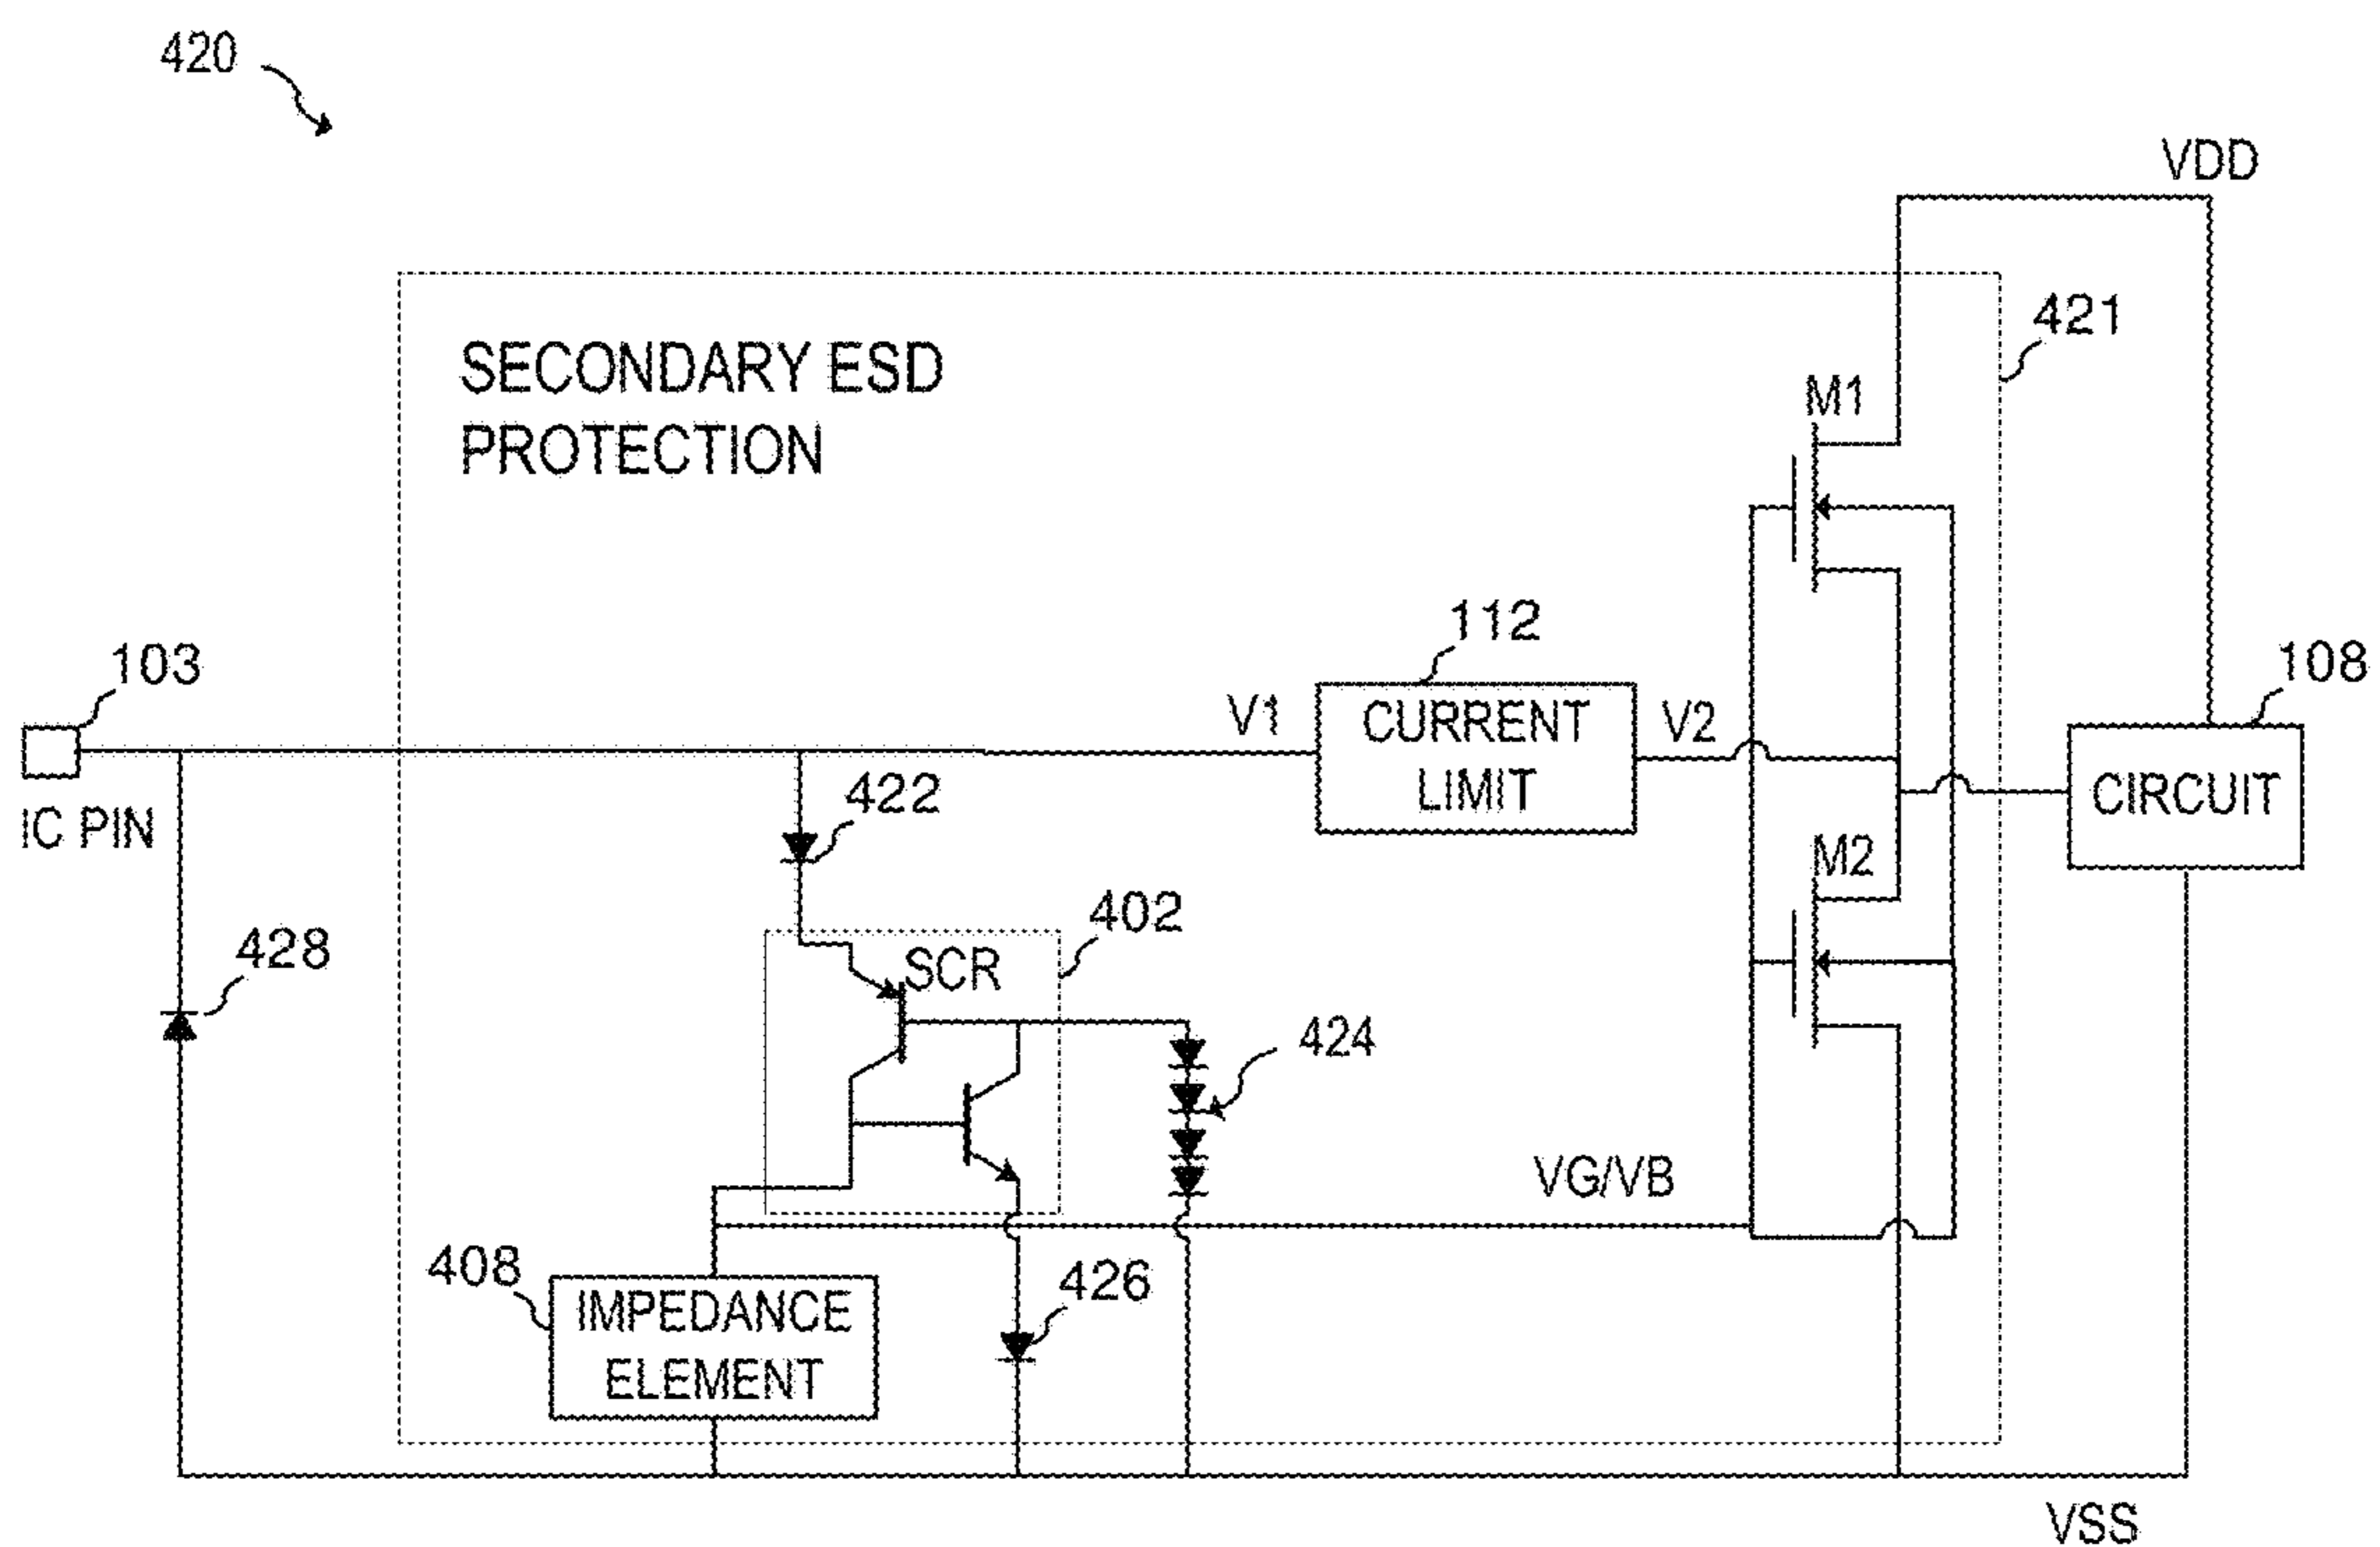 420
VDD
421
SECONDARY ESD
PROTECTION
M1
112
103
108
V1
CURRENT
LIMIT
V2
CIRCUIT
422
IC PIN
M2
402
428
SCR
424
VG/VB
408
426
IMPEDANCE
ELEMENT
VSS